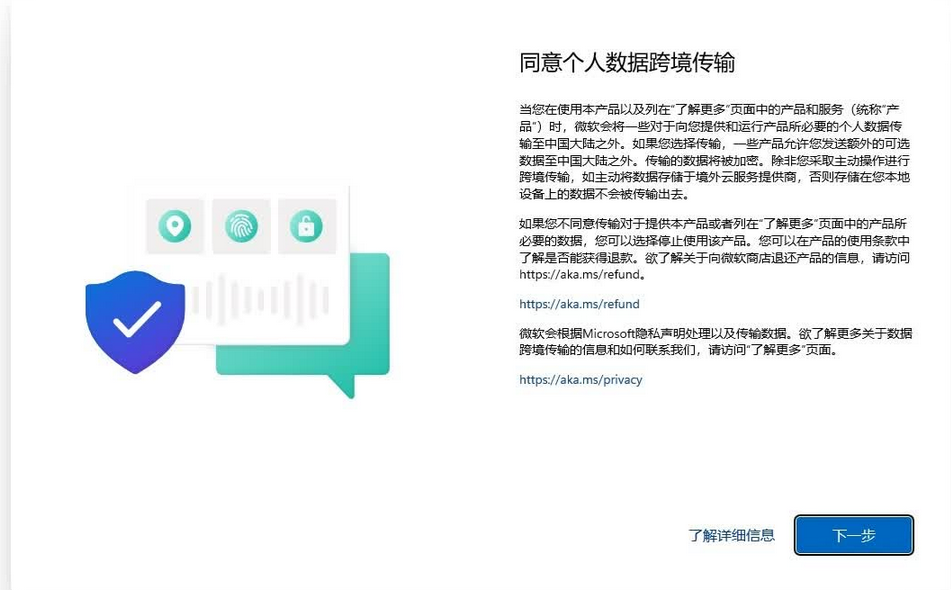 同意个人数据跨境传输
当您在使用本产品以及列在“了解更多”页面中的产品和服务（统称“产
品”）时，微软会将一些对于向您提供和运行产品所必要的个人数据传
输至中国大陆之外。如果您选择传输，一些产品允许您发送额外的可选
数据至中国大陆之外。传输的数据将被加密。除非您采取主动操作进行
跨境传输，如主动将数据存储于境外云服务提供商，否则存储在您本地
设备上的数据不会被传输出去。
如果您不同意传输对于提供本产品或者列在“了解更多”页面中的产品所
必要的数据，您可以选择停止使用该产品。您可以在产品的使用条款中
了解是否能获得退款。欲了解关于向微软商店退还产品的信息，请访问
https://aka.ms/refund。
https://aka.ms/refund
微软会根据Microsoft隐私声明处理以及传输数据。欲了解更多关于数据
跨境传输的信息和如何联系我们，请访问“了解更多”页面。
https://aka.ms/privacy
了解详细信息
下一步